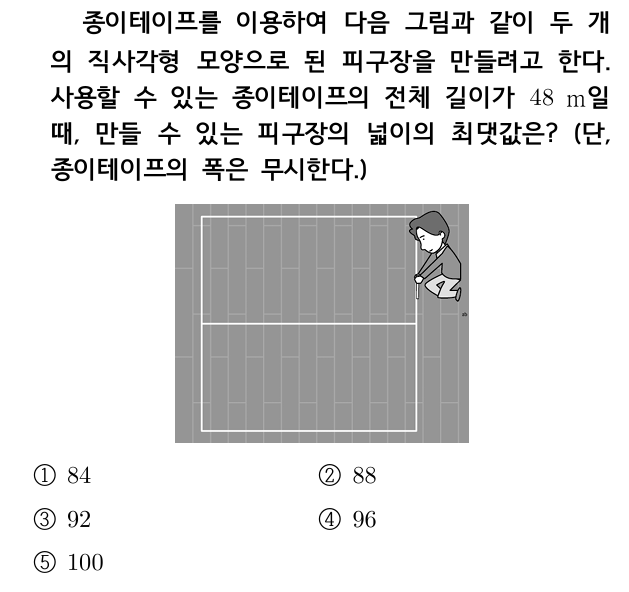 종이테이프를 이용하여 다음 그림과 같이 두 개
의 직사각형 모양으로 된 피구장을 만들려고 한다.
사용할 수 있는 종이테이프의 전체 길이가 48 m일
때, 만들 수 있는 피구장의 넓이의 최댓값은? (단,
종이테이프의 폭은 무시한다.)
① 84
② 88
③ 92
④ 96
⑤ 100